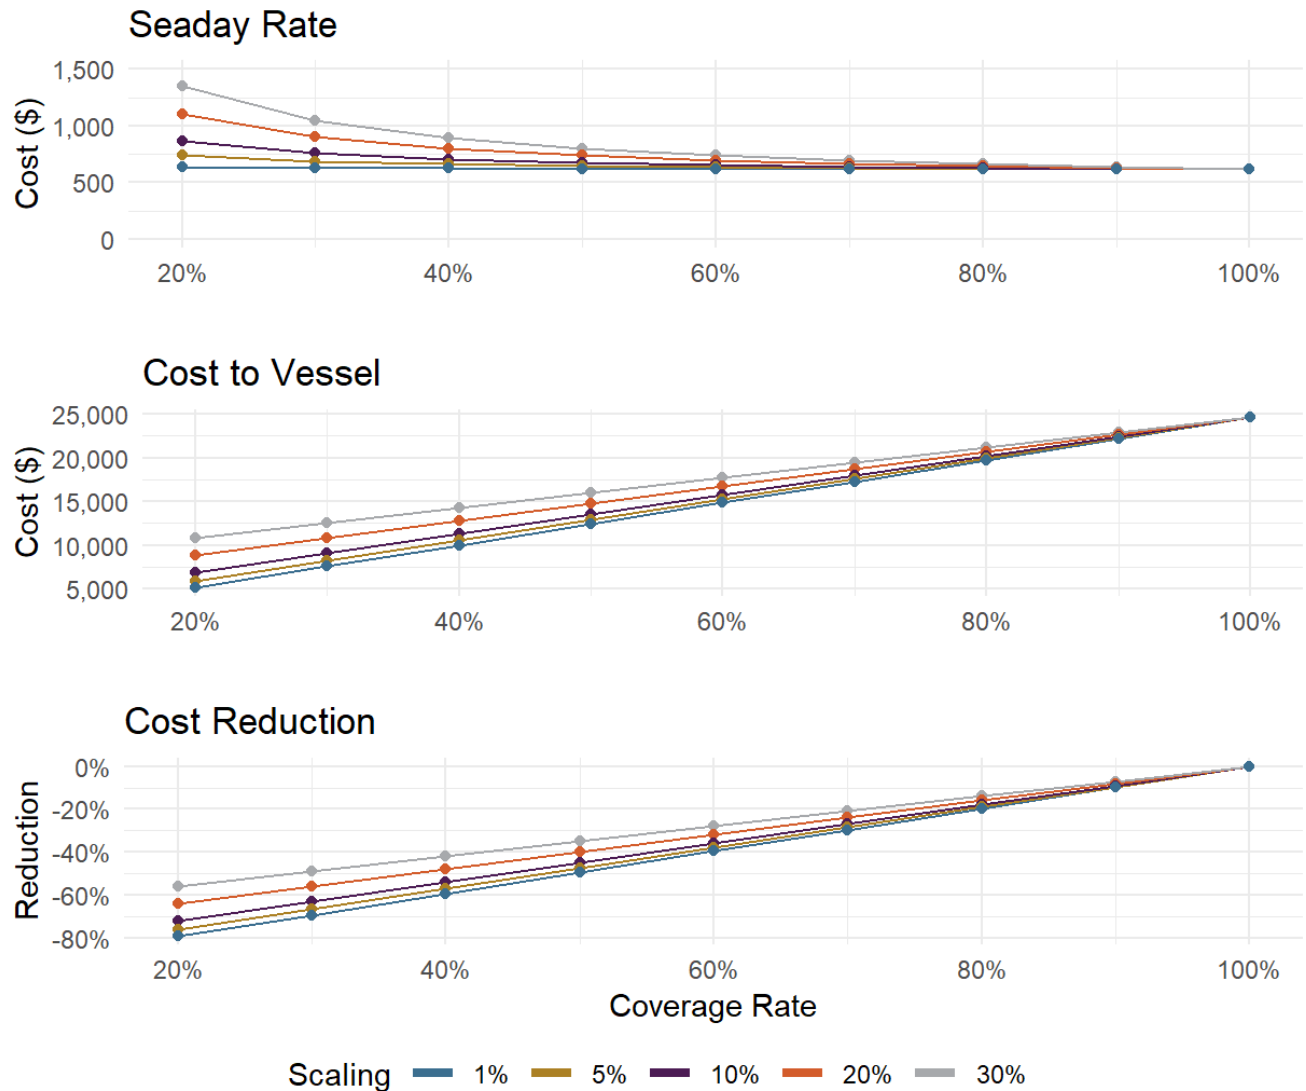 Seaday Rate
Cost ($)
1,500
1,000
500
0
20% 40% 60% 80% 100%
Cost to Vessel
Cost ($)
25,000
20,000
15,000
10,000
5,000
20% 40% 60% 80% 100%
Cost Reduction
Reduction
0%
-20%
-40%
-60%
-80%
20% 40% 60% 80% 100%
Coverage Rate
Scaling 1% 5% 10% 20% 30%